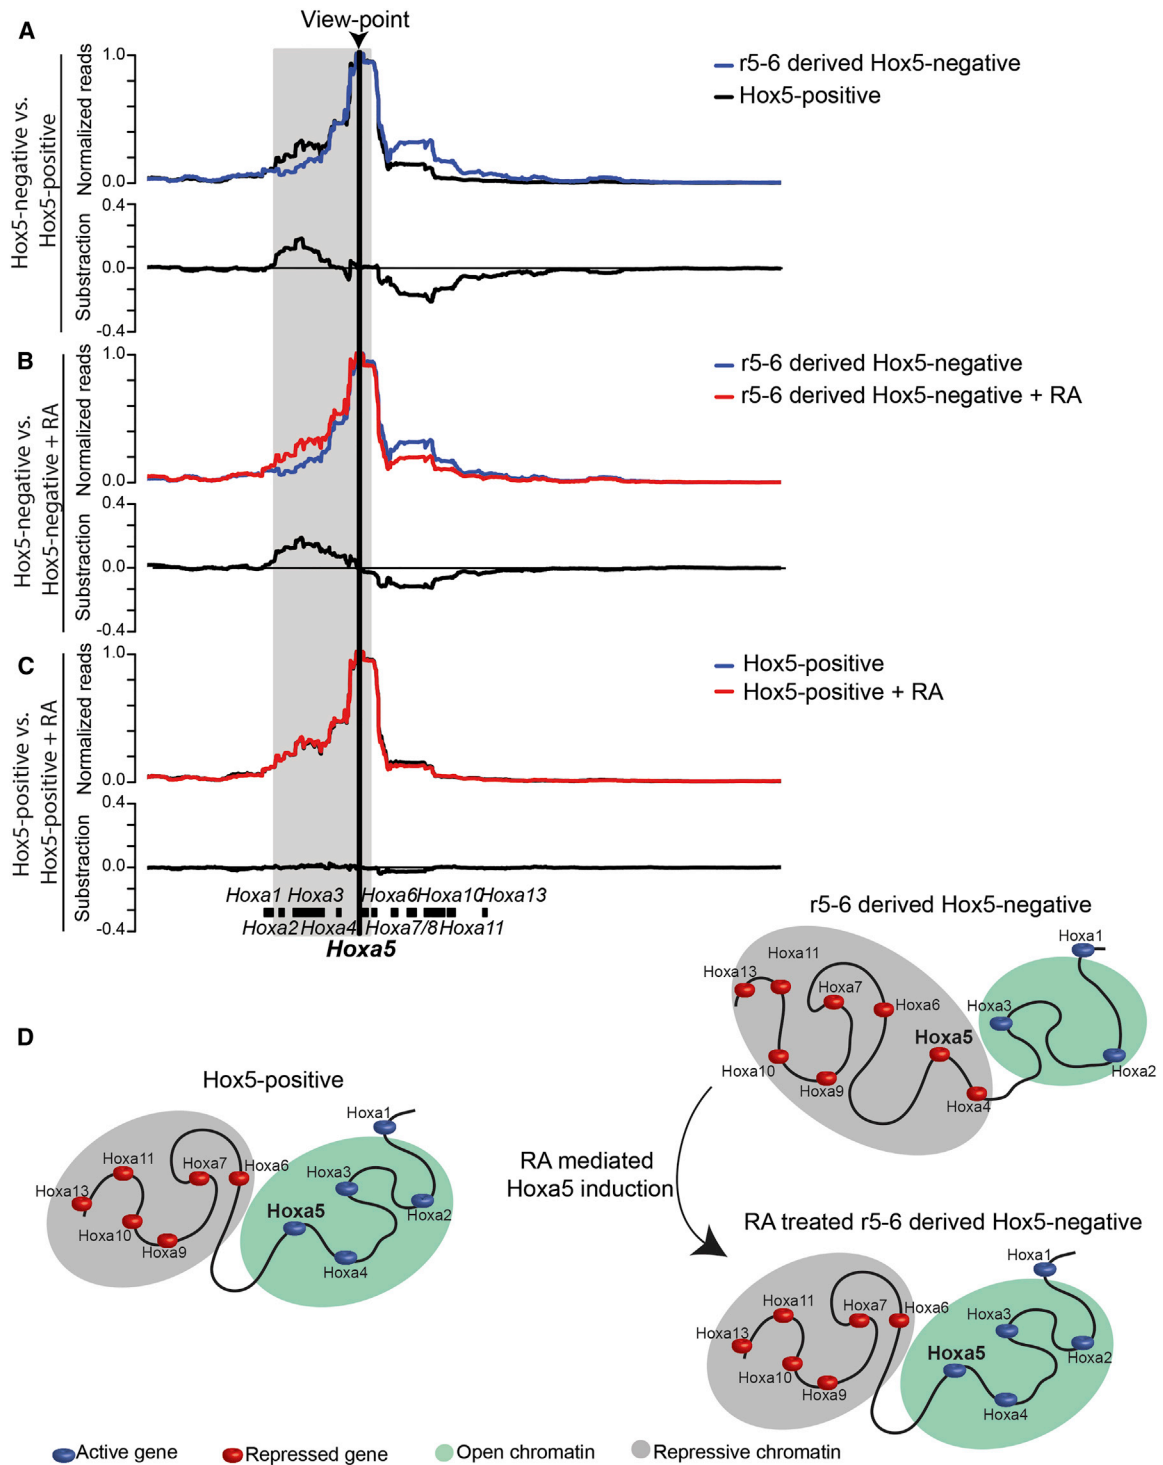 A
View-point
Hox5-negative vs.
Hox5-positive
Normalized reads
1.0
0.0
r5-6 derived Hox5-negative
Hox5-positive
Substraction
0.4
0.0
-0.4
B
Hox5-negative vs.
Hox5-negative + RA
Normalized reads
1.0
0.0
r5-6 derived Hox5-negative
r5-6 derived Hox5-negative + RA
Substraction
0.4
0.0
-0.4
C
Hox5-positive vs.
Hox5-positive + RA
Normalized reads
1.0
0.0
Hox5-positive
Hox5-positive + RA
Substraction
0.4
0.0
-0.4
Hoxa1 Hoxa3 Hoxa6 Hoxa10 Hoxa13
Hoxa2 Hoxa4 Hoxa7/8 Hoxa11
Hoxa5
D
Hox5-positive
Hoxa1
Hoxa11
Hoxa7
Hoxa6
Hoxa3
Hoxa13
Hoxa5
Hoxa2
Hoxa10
Hoxa9
Hoxa4
r5-6 derived Hox5-negative
Hoxa1
Hoxa11
Hoxa13
Hoxa7
Hoxa6
Hoxa3
Hoxa5
Hoxa10
Hoxa9
Hoxa4
Hoxa2
RA mediated
Hoxa5 induction
RA treated r5-6 derived Hox5-negative
Hoxa1
Hoxa11
Hoxa7
Hoxa6
Hoxa3
Hoxa13
Hoxa5
Hoxa2
Hoxa10
Hoxa9
Hoxa4
Active gene
Repressed gene
Open chromatin
Repressive chromatin